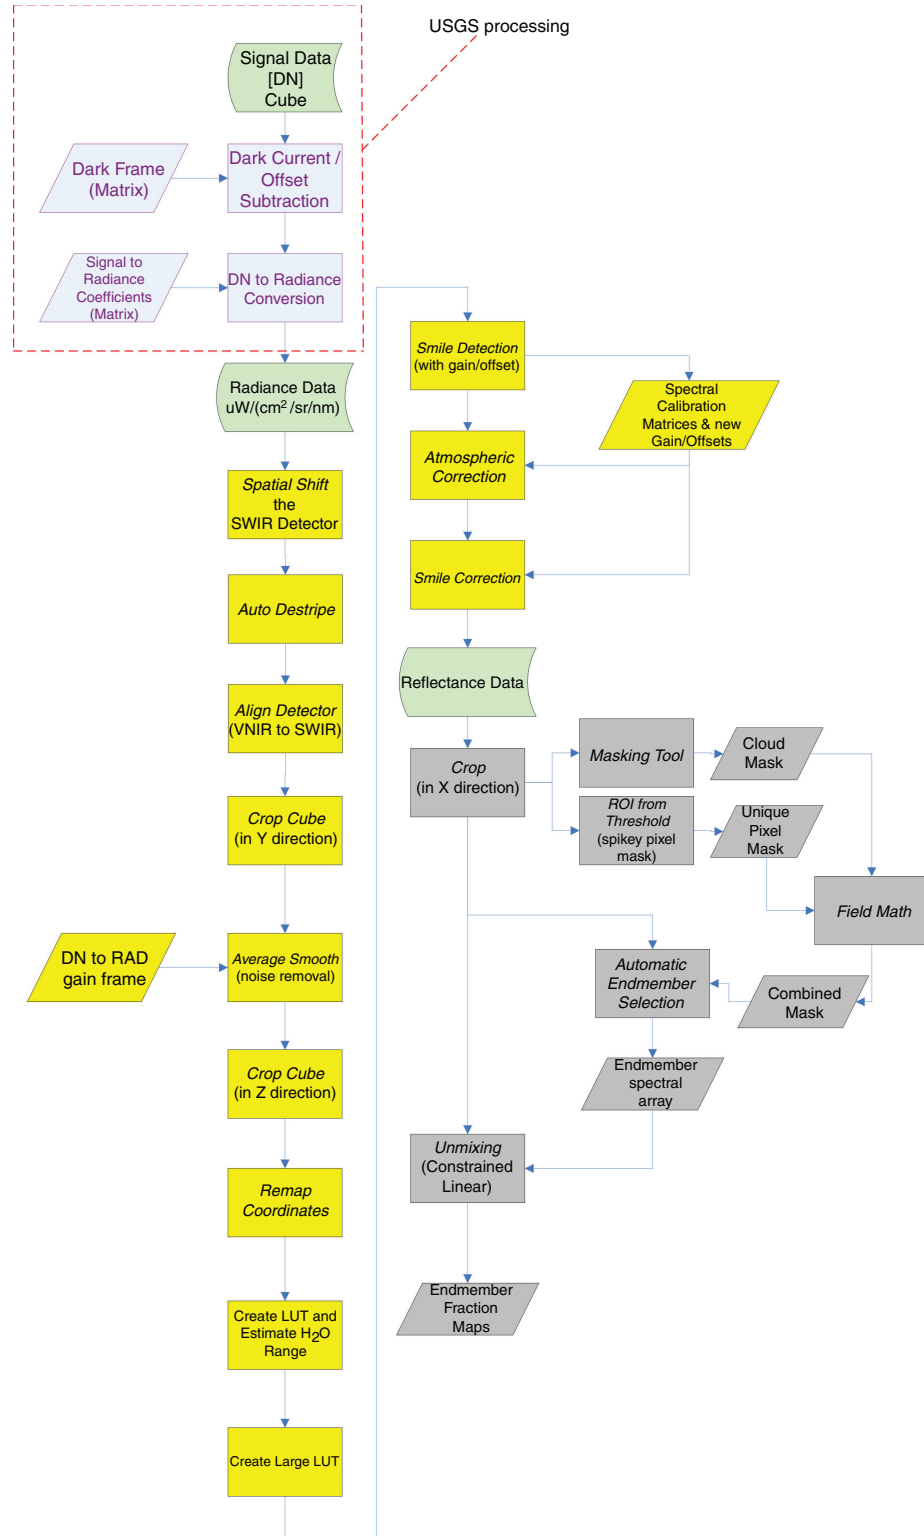 USGS processing
Signal Data
[DN]
Cube
Dark Frame
(Matrix)
Dark Current /
Offset
Subtraction
Signal to
Radiance
Coefficients
(Matrix)
DN to Radiance
Conversion
Radiance Data
uW/(cm²/sr/nm)
Spatial Shift
the
SWIR Detector
Auto Destripe
Align Detector
(VNIR to SWIR)
Crop Cube
(in Y direction)
DN to RAD
gain frame
Average Smooth
(noise removal)
Crop Cube
(in Z direction)
Remap
Coordinates
Create LUT and
Estimate H₂O
Range
Create Large LUT
Smile Detection
(with gain/offset)
Spectral
Calibration
Matrices & new
Gain/Offsets
Atmospheric
Correction
Smile Correction
Reflectance Data
Crop
(in X direction)
Masking Tool
Cloud
Mask
ROI from
Threshold
(spikey pixel
mask)
Unique
Pixel
Mask
Field Math
Automatic
Endmember
Selection
Combined
Mask
Endmember
spectral
array
Unmixing
(Constrained
Linear)
Endmember
Fraction
Maps